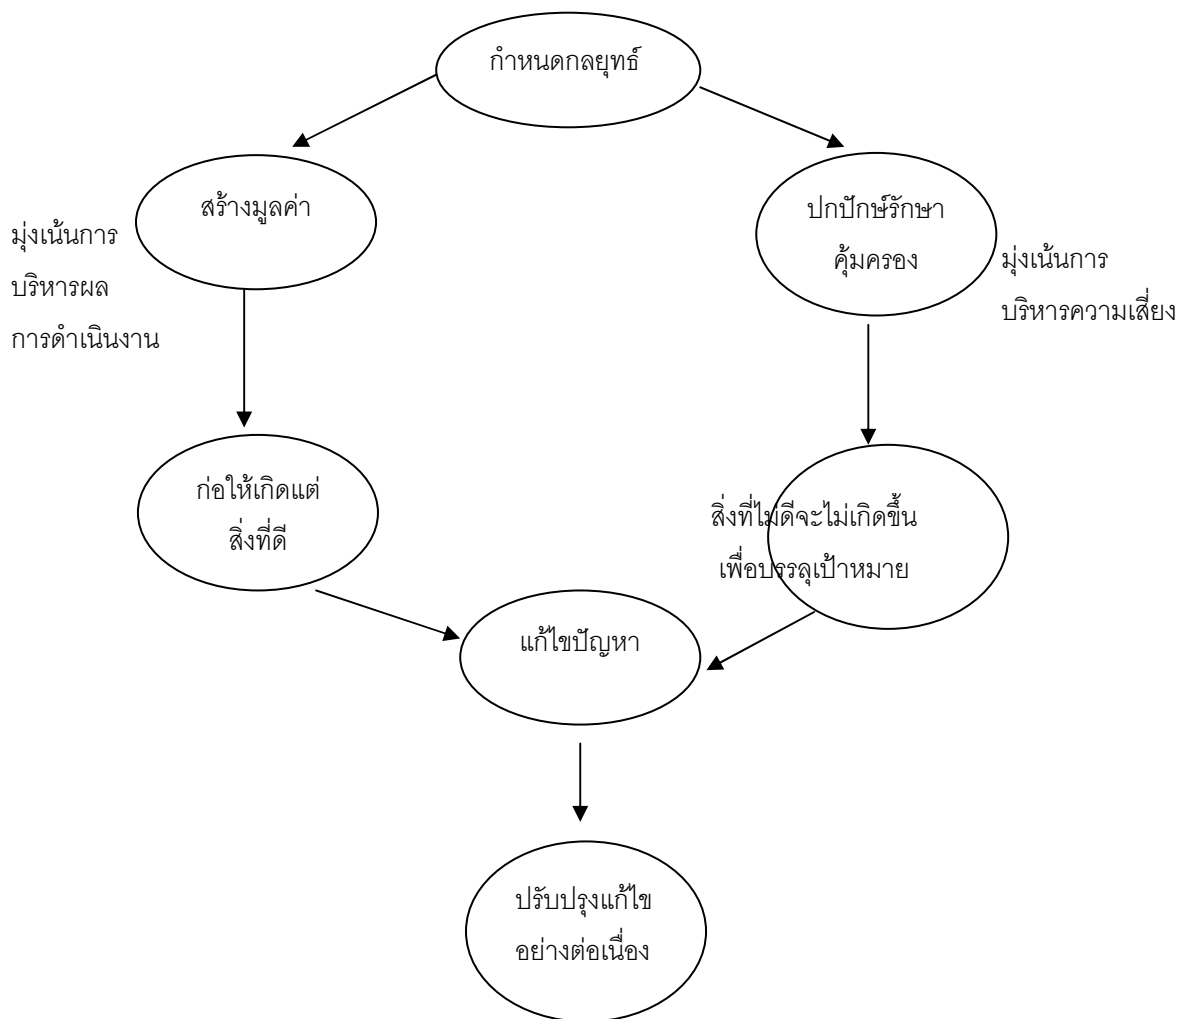 กำหนดกลยุทธ์
สร้างมูลค่า
มุ่งเน้นการ
บริหารผล
การดำเนินงาน
ปกปักษ์รักษา
คุ้มครอง
มุ่งเน้นการ
บริหารความเสี่ยง
ก่อให้เกิดแต่
สิ่งที่ดี
สิ่งที่ไม่ดีจะไม่เกิดขึ้น
เพื่อบรรลุเป้าหมาย
แก้ไขปัญหา
ปรับปรุงแก้ไข
อย่างต่อเนื่อง